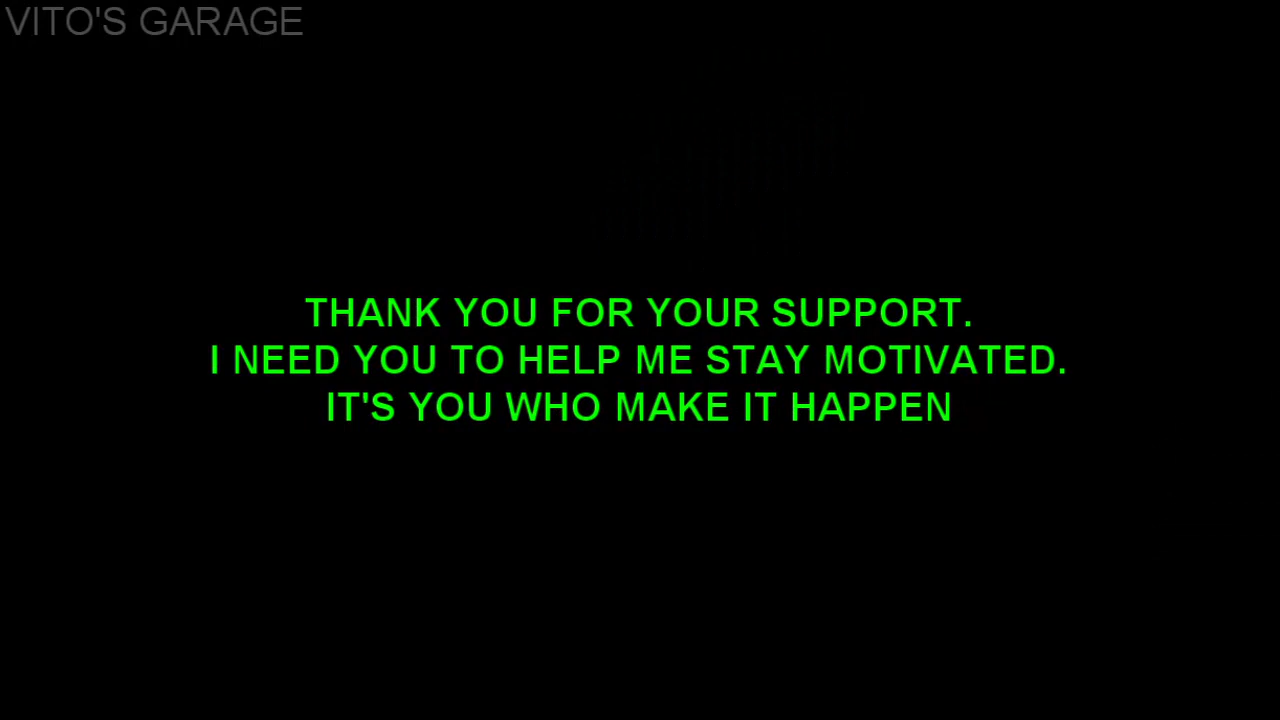 VITO'S GARAGE
THANK YOU FOR YOUR SUPPORT.
I NEED YOU TO HELP ME STAY MOTIVATED.
IT'S YOU WHO MAKE IT HAPPEN